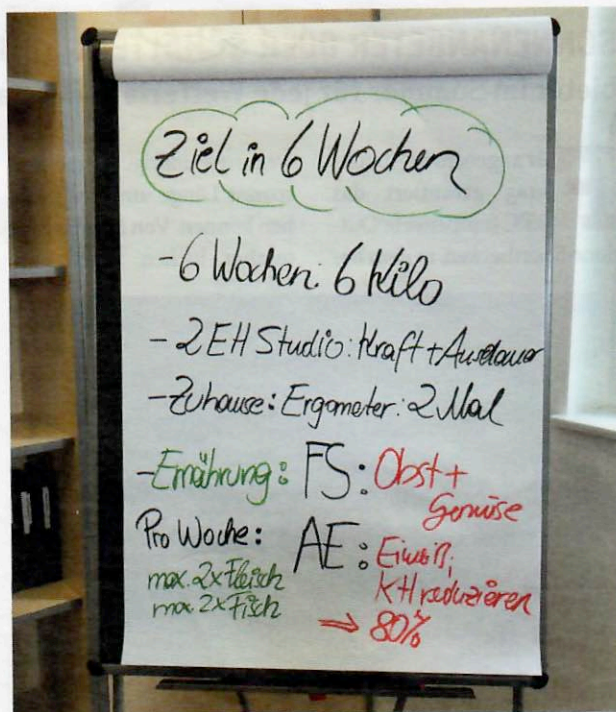 Ziel in 6 Wochen
- 6 Wochen: 6 Kilo
- 2 EH Studio: Kraft + Ausdauer
- Zuhause: Ergometer: 2 Mal
- Ernährung: FS: Obst +
Gemüse
Pro Woche:
max. 2x Fleisch
max. 2x Fisch
AE: Eiweiß,
KH reduzieren
⇒ 80%